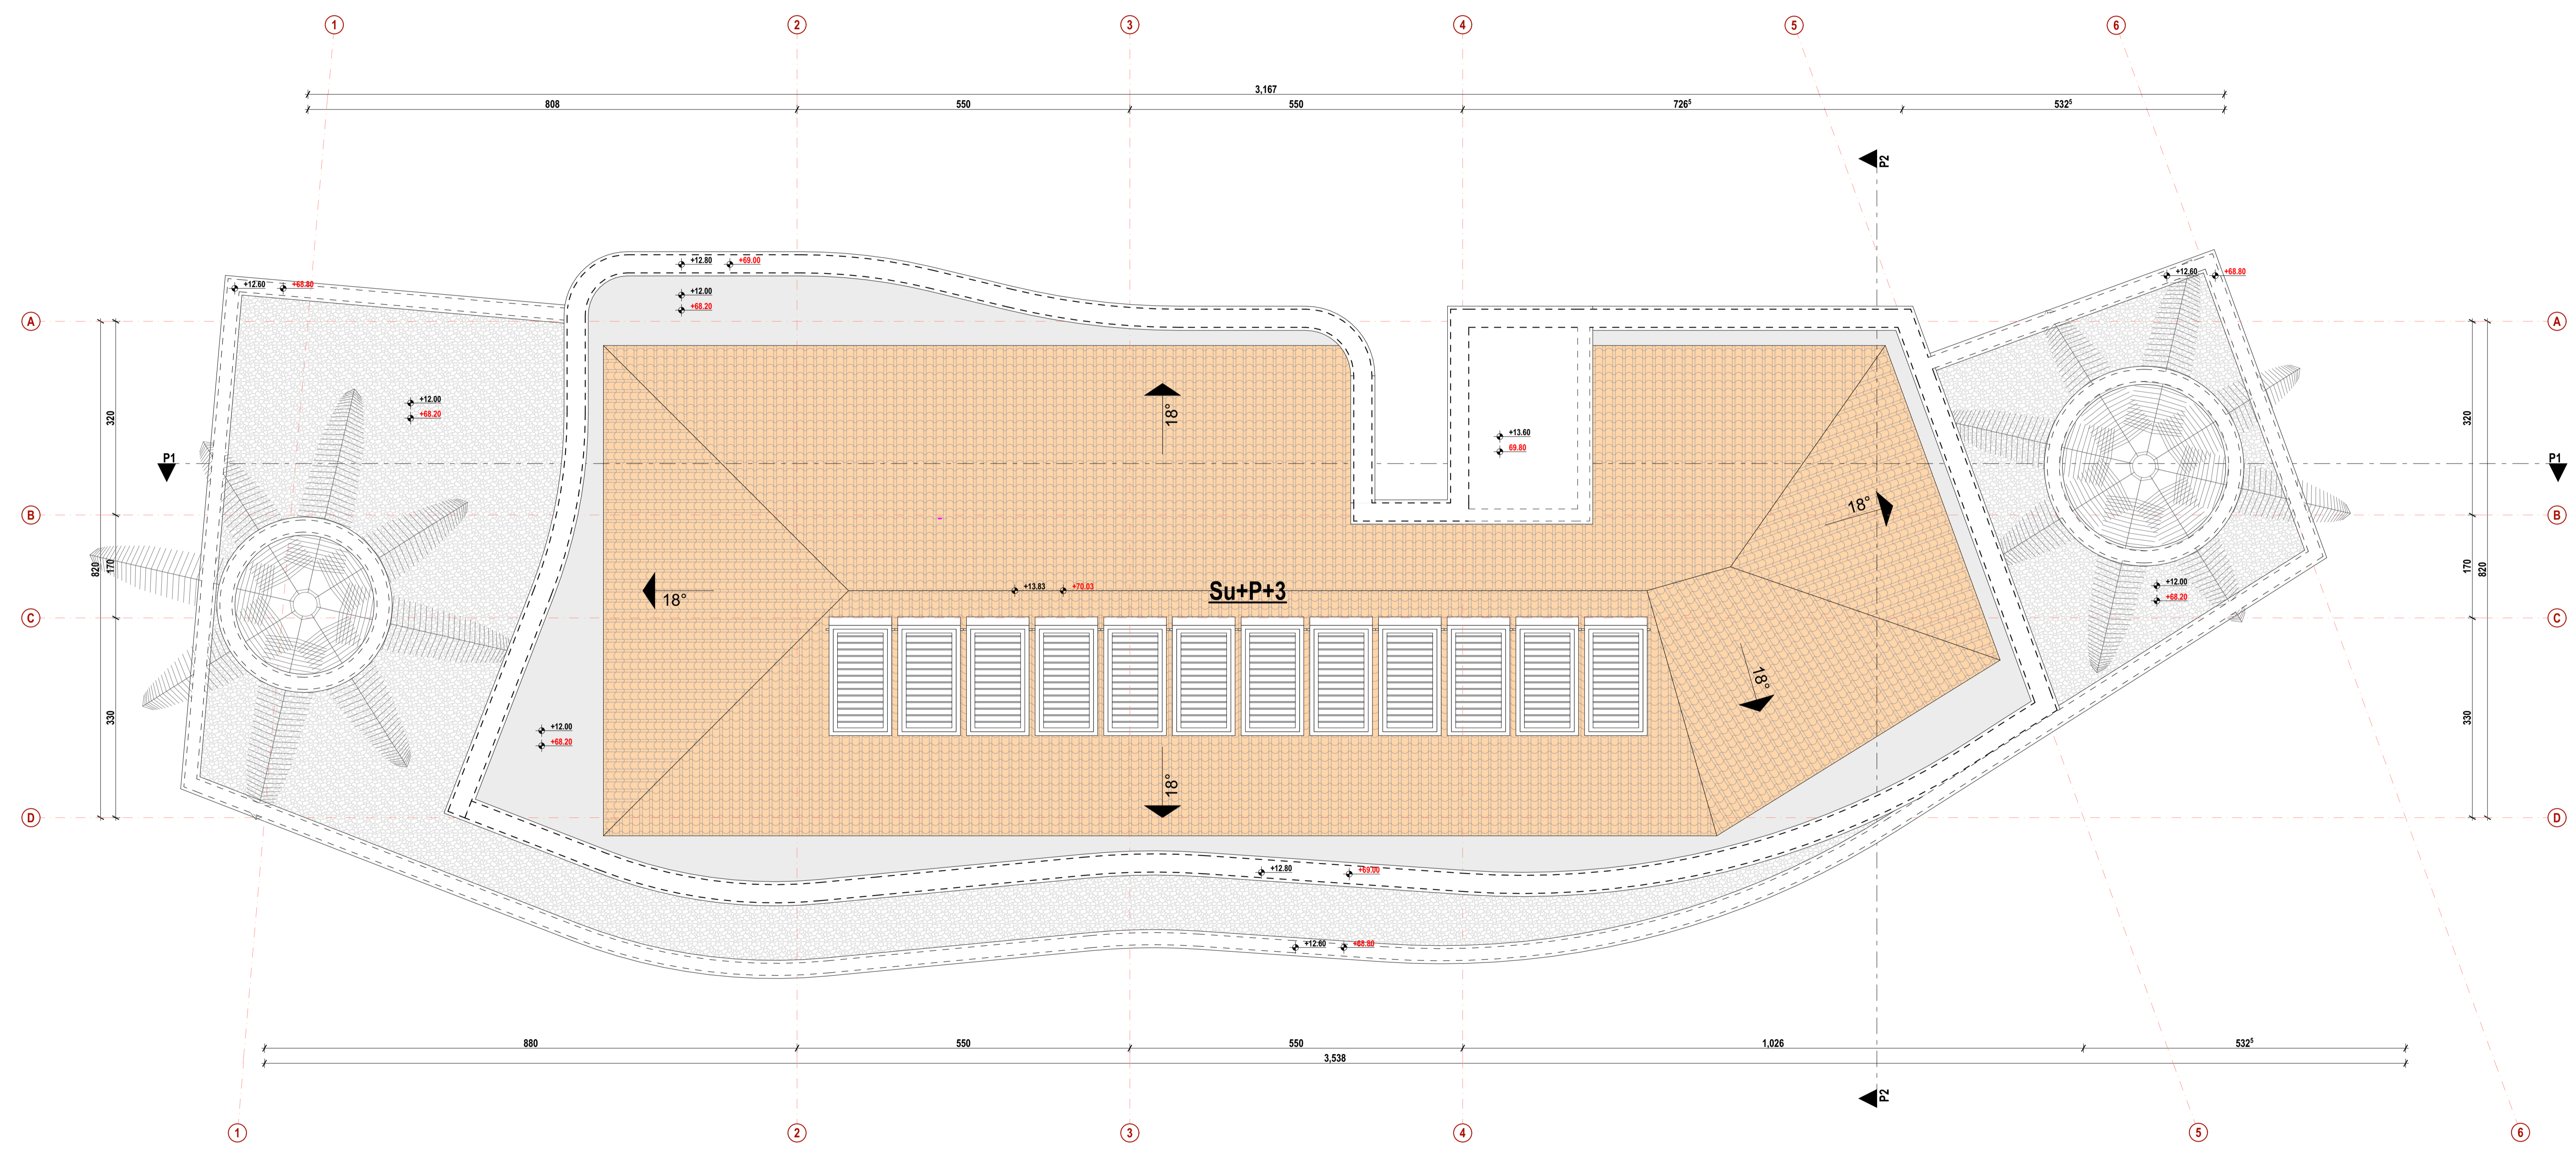 1 2 3 4 5 6
3,167
808 550 550 726⁵ 532⁵
P2
+12.80 +69.00
+12.60 +68.80
+12.60 +68.80
+12.00
+68.20
A A
+12.00
+68.20
320 18° 320
+13.60
69.80
P1 P1
18°
B B
820 170 170 820
+12.00
+68.20
18° +13.83 +70.03 Su+P+3
C C
18°
330 330
+12.00
+68.20
18°
D D
+12.80 +69.00
+12.60 +68.80
880 550 550 1,026 532⁵
3,538
P2
1 2 3 4 5 6